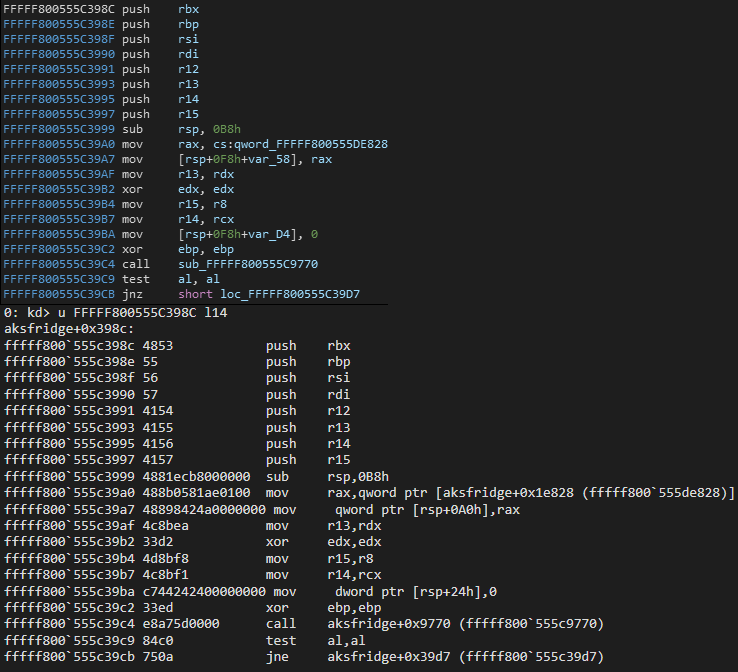 FFFFF800555C398C push rbx
FFFFF800555C398E push rbp
FFFFF800555C398F push rsi
FFFFF800555C3990 push rdi
FFFFF800555C3991 push r12
FFFFF800555C3993 push r13
FFFFF800555C3995 push r14
FFFFF800555C3997 push r15
FFFFF800555C3999 sub rsp, 0B8h
FFFFF800555C39A0 mov rax, cs:qword_FFFFF800555DE828
FFFFF800555C39A7 mov [rsp+0F8h+var_58], rax
FFFFF800555C39AF mov r13, rdx
FFFFF800555C39B2 xor edx, edx
FFFFF800555C39B4 mov r15, r8
FFFFF800555C39B7 mov r14, rcx
FFFFF800555C39BA mov [rsp+0F8h+var_D4], 0
FFFFF800555C39C2 xor ebp, ebp
FFFFF800555C39C4 call sub_FFFFF800555C9770
FFFFF800555C39C9 test al, al
FFFFF800555C39CB jnz short loc_FFFFF800555C39D7
0: kd> u FFFFF800555C398C l14
aksfridge+0x398c:
fffff800`555c398c 4853 push rbx
fffff800`555c398e 55 push rbp
fffff800`555c398f 56 push rsi
fffff800`555c3990 57 push rdi
fffff800`555c3991 4154 push r12
fffff800`555c3993 4155 push r13
fffff800`555c3995 4156 push r14
fffff800`555c3997 4157 push r15
fffff800`555c3999 4881ecb8000000 sub rsp,0B8h
fffff800`555c39a0 488b0581ae0100 mov rax,qword ptr [aksfridge+0x1e828 (fffff800`555de828)]
fffff800`555c39a7 48898424a0000000 mov qword ptr [rsp+0A0h],rax
fffff800`555c39af 4c8bea mov r13,rdx
fffff800`555c39b2 33d2 xor edx,edx
fffff800`555c39b4 4d8bf8 mov r15,r8
fffff800`555c39b7 4c8bf1 mov r14,rcx
fffff800`555c39ba c744242400000000 mov dword ptr [rsp+24h],0
fffff800`555c39c2 33ed xor ebp,ebp
fffff800`555c39c4 e8a75d0000 call aksfridge+0x9770 (fffff800`555c9770)
fffff800`555c39c9 84c0 test al,al
fffff800`555c39cb 750a jne aksfridge+0x39d7 (fffff800`555c39d7)